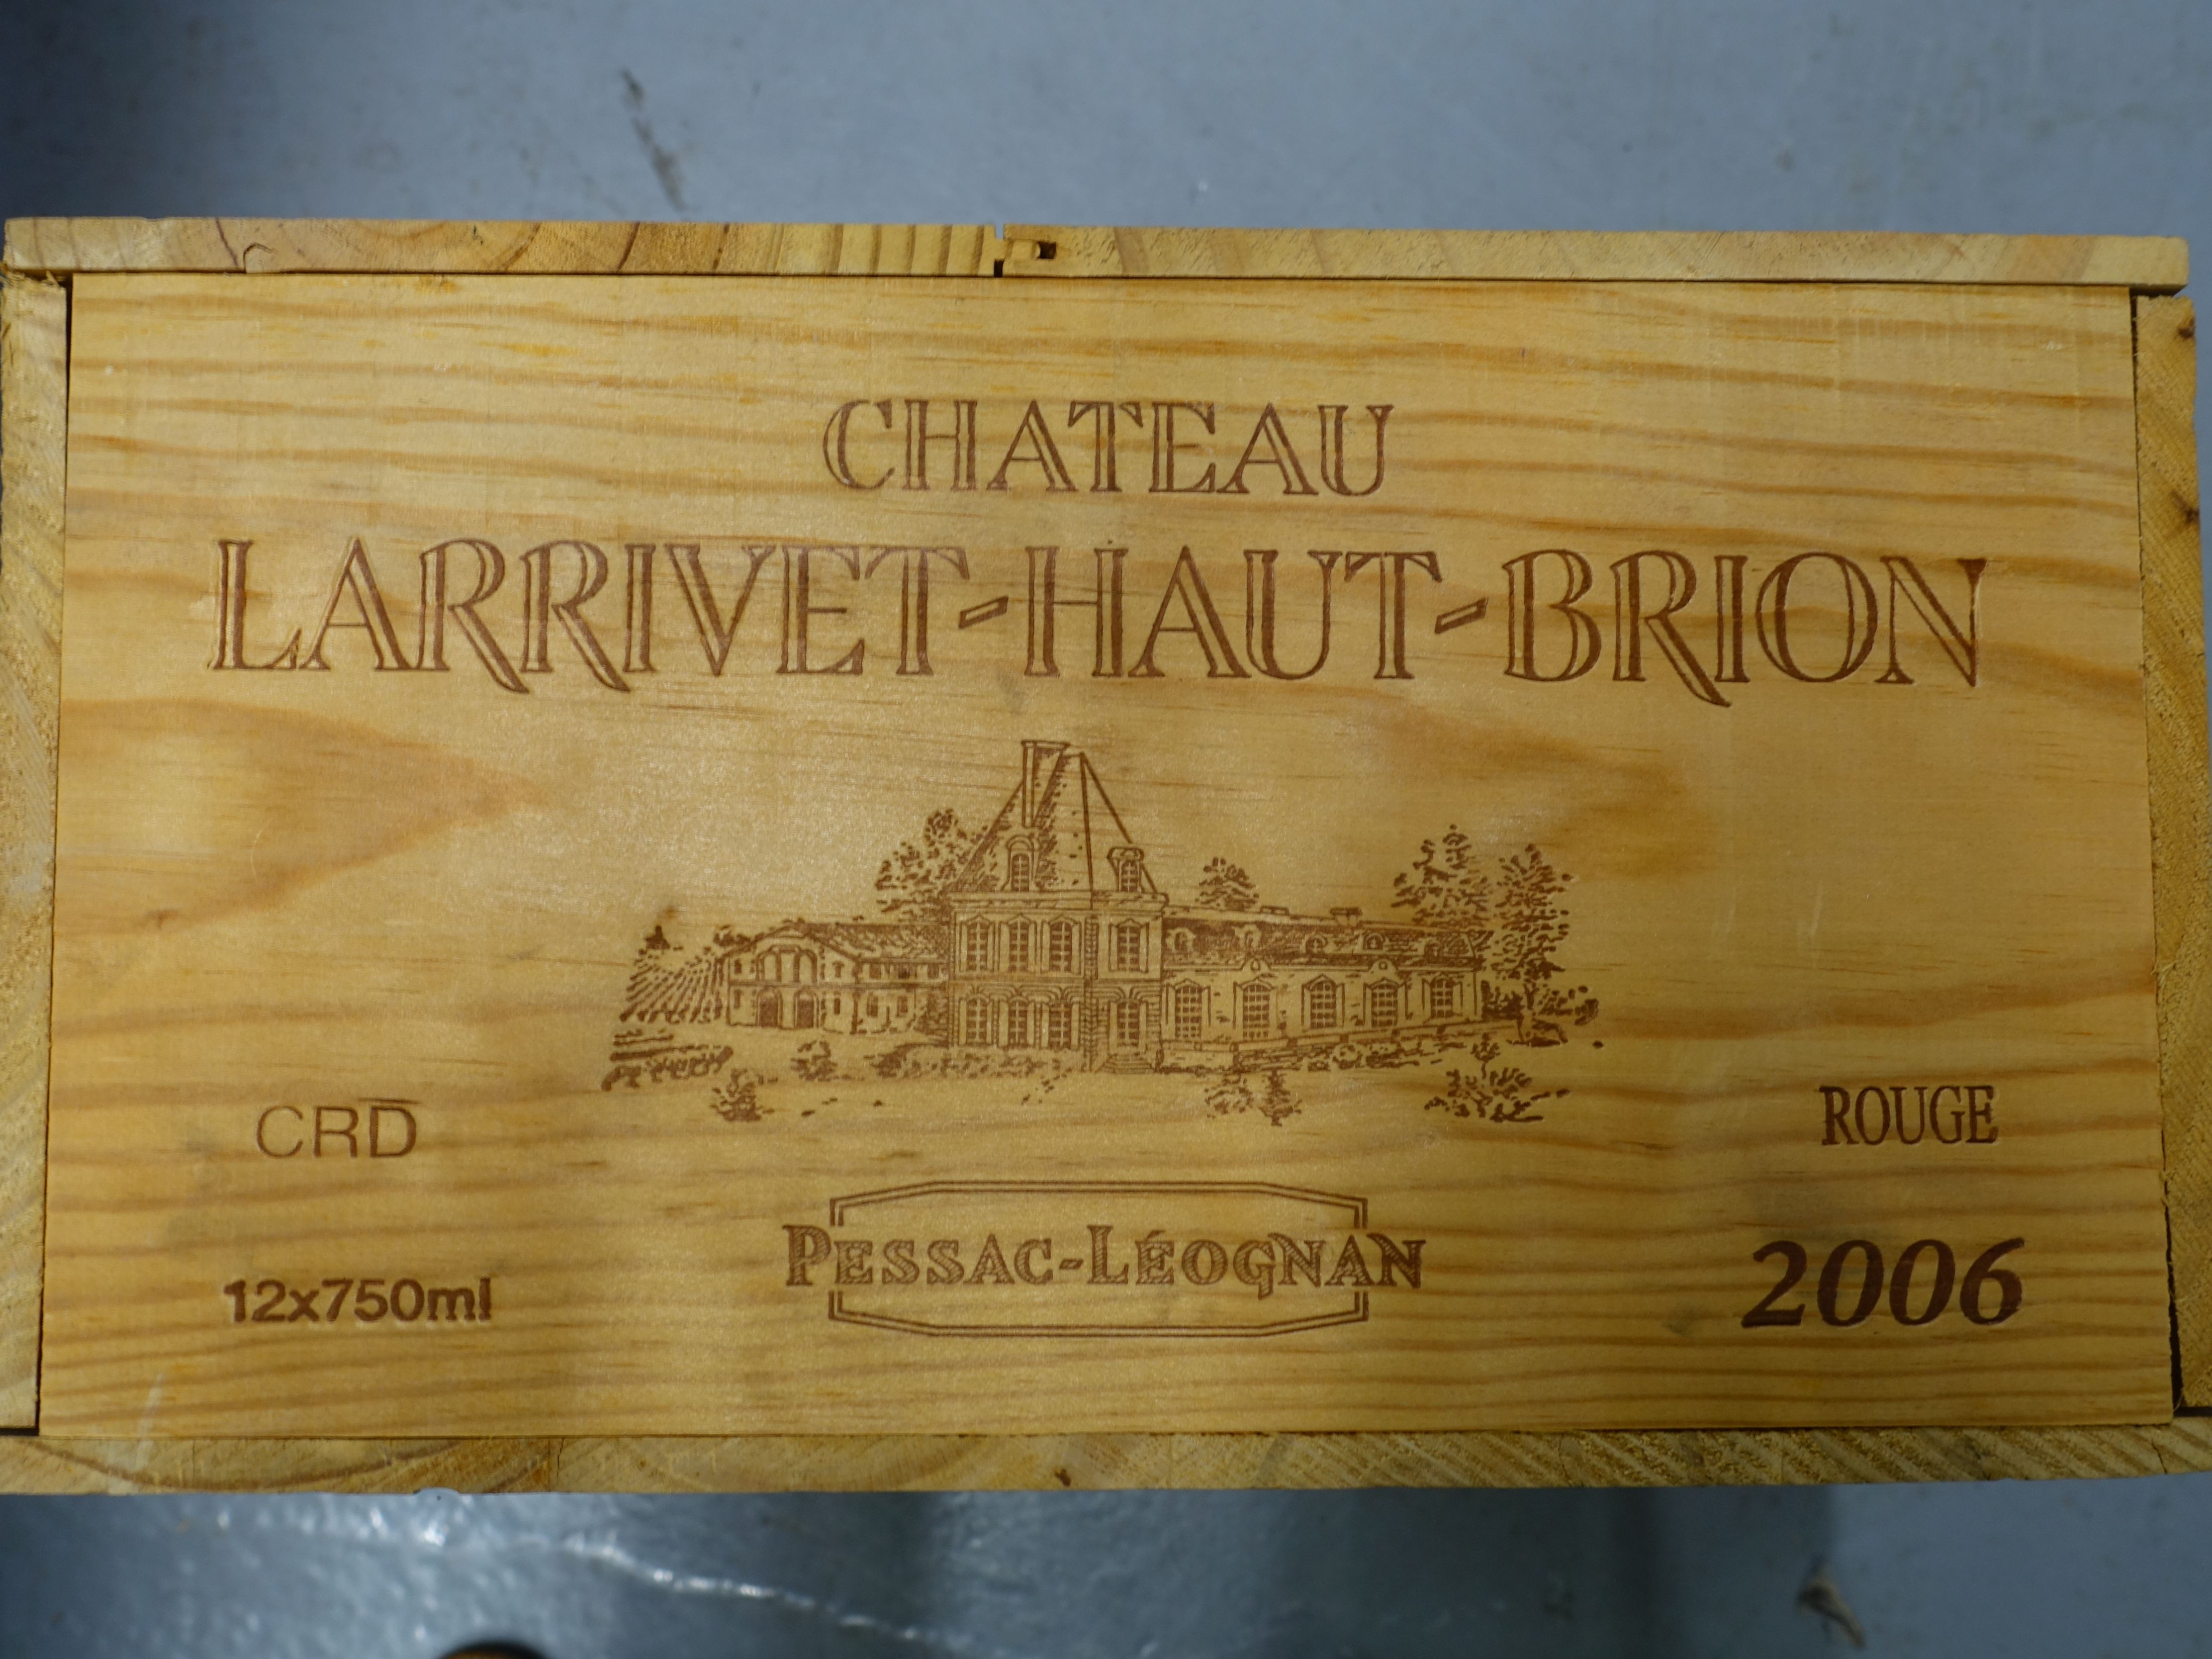 CHATEAU
LARRIVET-HAUT-BRION
CRD
ROUGE
12x750ml
PESSAC-LÉOGNAN
2006